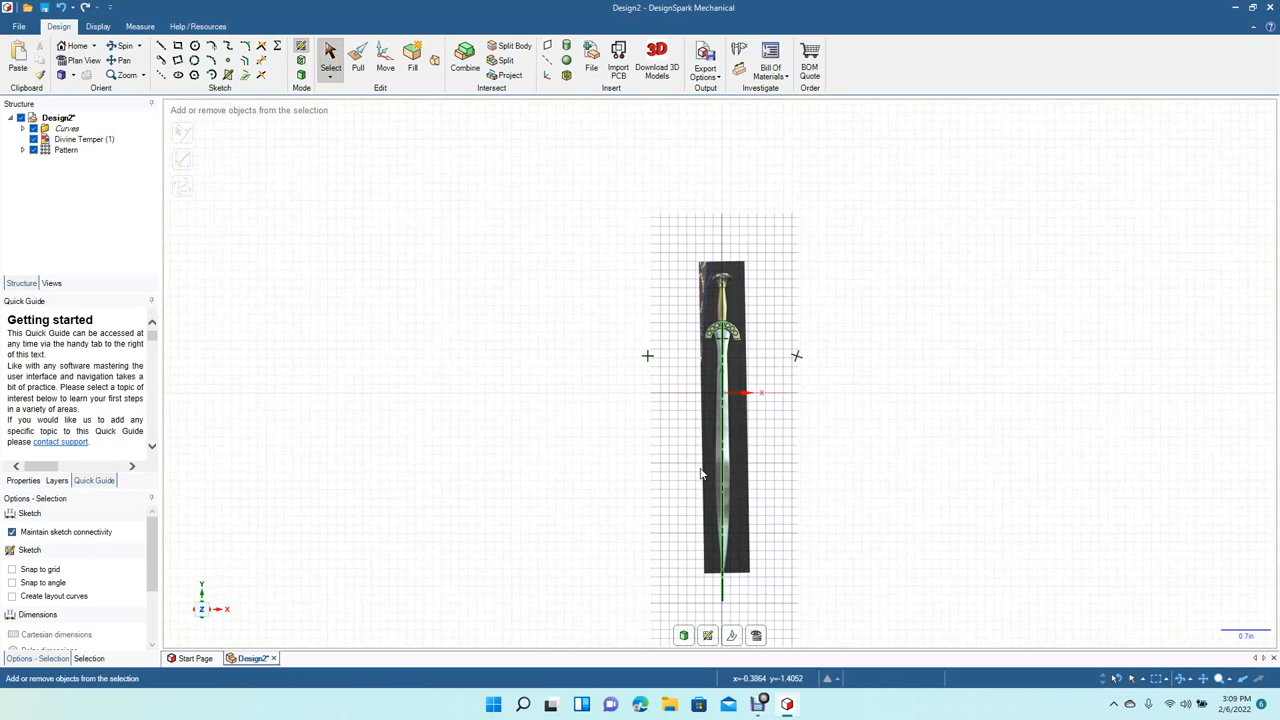 Design2 - DesignSpark Mechanical
File Design Display Measure Help / Resources
Paste Home Spin Plan View Pan Zoom Select Pull Move Fill Combine Split Body Split Project File Import PCB Download 3D Models 3D Export Options Bill Of Materials BOM Quote
Clipboard Orient Sketch Mode Edit Intersect Insert Output Investigate Order
Structure
Design2*
Curves
Divine Temper (1)
Pattern
Add or remove objects from the selection
Structure Views
Quick Guide
Getting started
This Quick Guide can be accessed at
any time via the handy tab to the right
of this text.
Like with any software mastering the
user interface and navigation takes a
bit of practice. Please select a topic of
interest below to learn your first steps
in a variety of areas.
If you would like us to add any
specific topic to this Quick Guide
please contact support.
Properties Layers Quick Guide
Options - Selection
Sketch
Maintain sketch connectivity
Sketch
Snap to grid
Snap to angle
Create layout curves
Dimensions
Cartesian dimensions
Options - Selection Selection
X
Y
Z X
0.7in
Start Page Design2*
Add or remove objects from the selection x=-0.3864 y=-1.4052
3:09 PM
2/6/2022